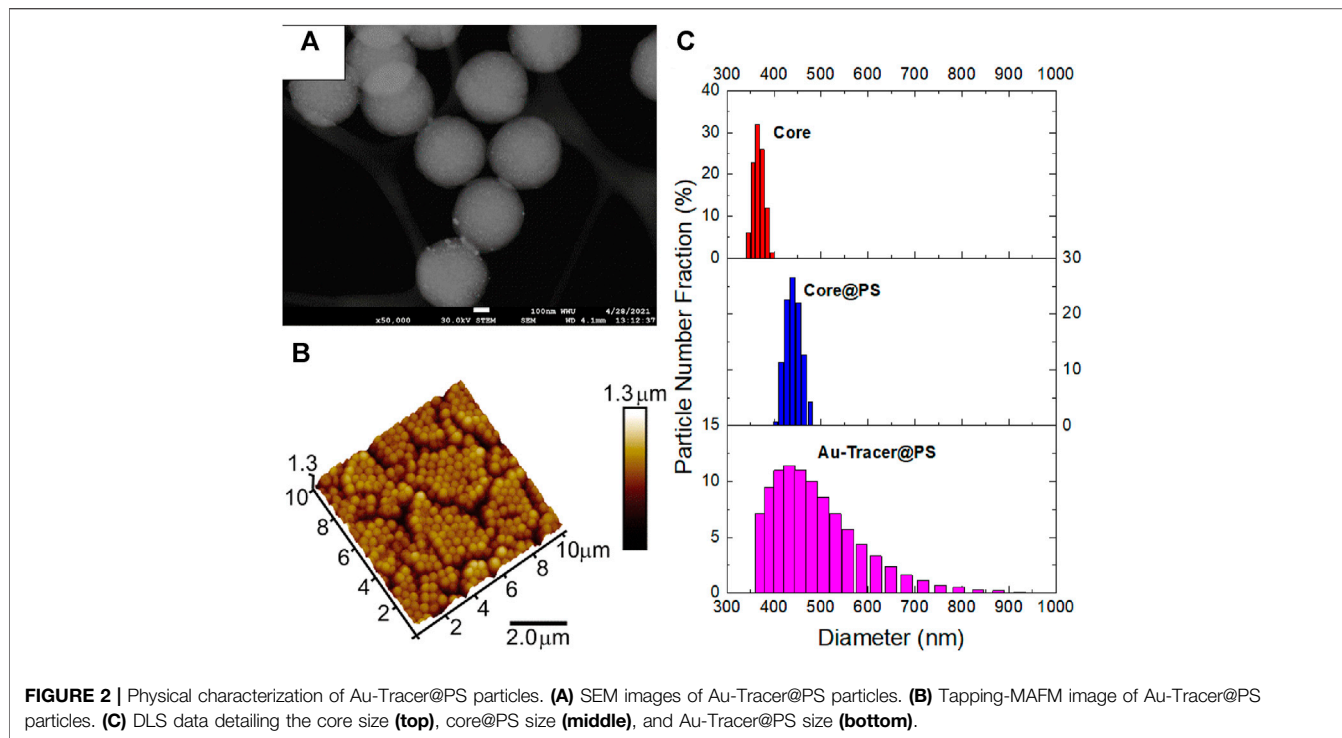 A
x50,000 30.0kV STEM SEM 100nm WWU WD 4.1mm 4/28/2021 13:12:37
B
1.3 μm
1.3
10
8
6
4
2
2
4
6
8
10μm
2.0μm
C
300 400 500 600 700 800 900 1000
40
30
20
10
0
Core
30
20
10
0
Core@PS
15
10
5
0
Au-Tracer@PS
Particle Number Fraction (%)
300 400 500 600 700 800 900 1000
Diameter (nm)
FIGURE 2 | Physical characterization of Au-Tracer@PS particles. (A) SEM images of Au-Tracer@PS particles. (B) Tapping-MAFM image of Au-Tracer@PS
particles. (C) DLS data detailing the core size (top), core@PS size (middle), and Au-Tracer@PS size (bottom).